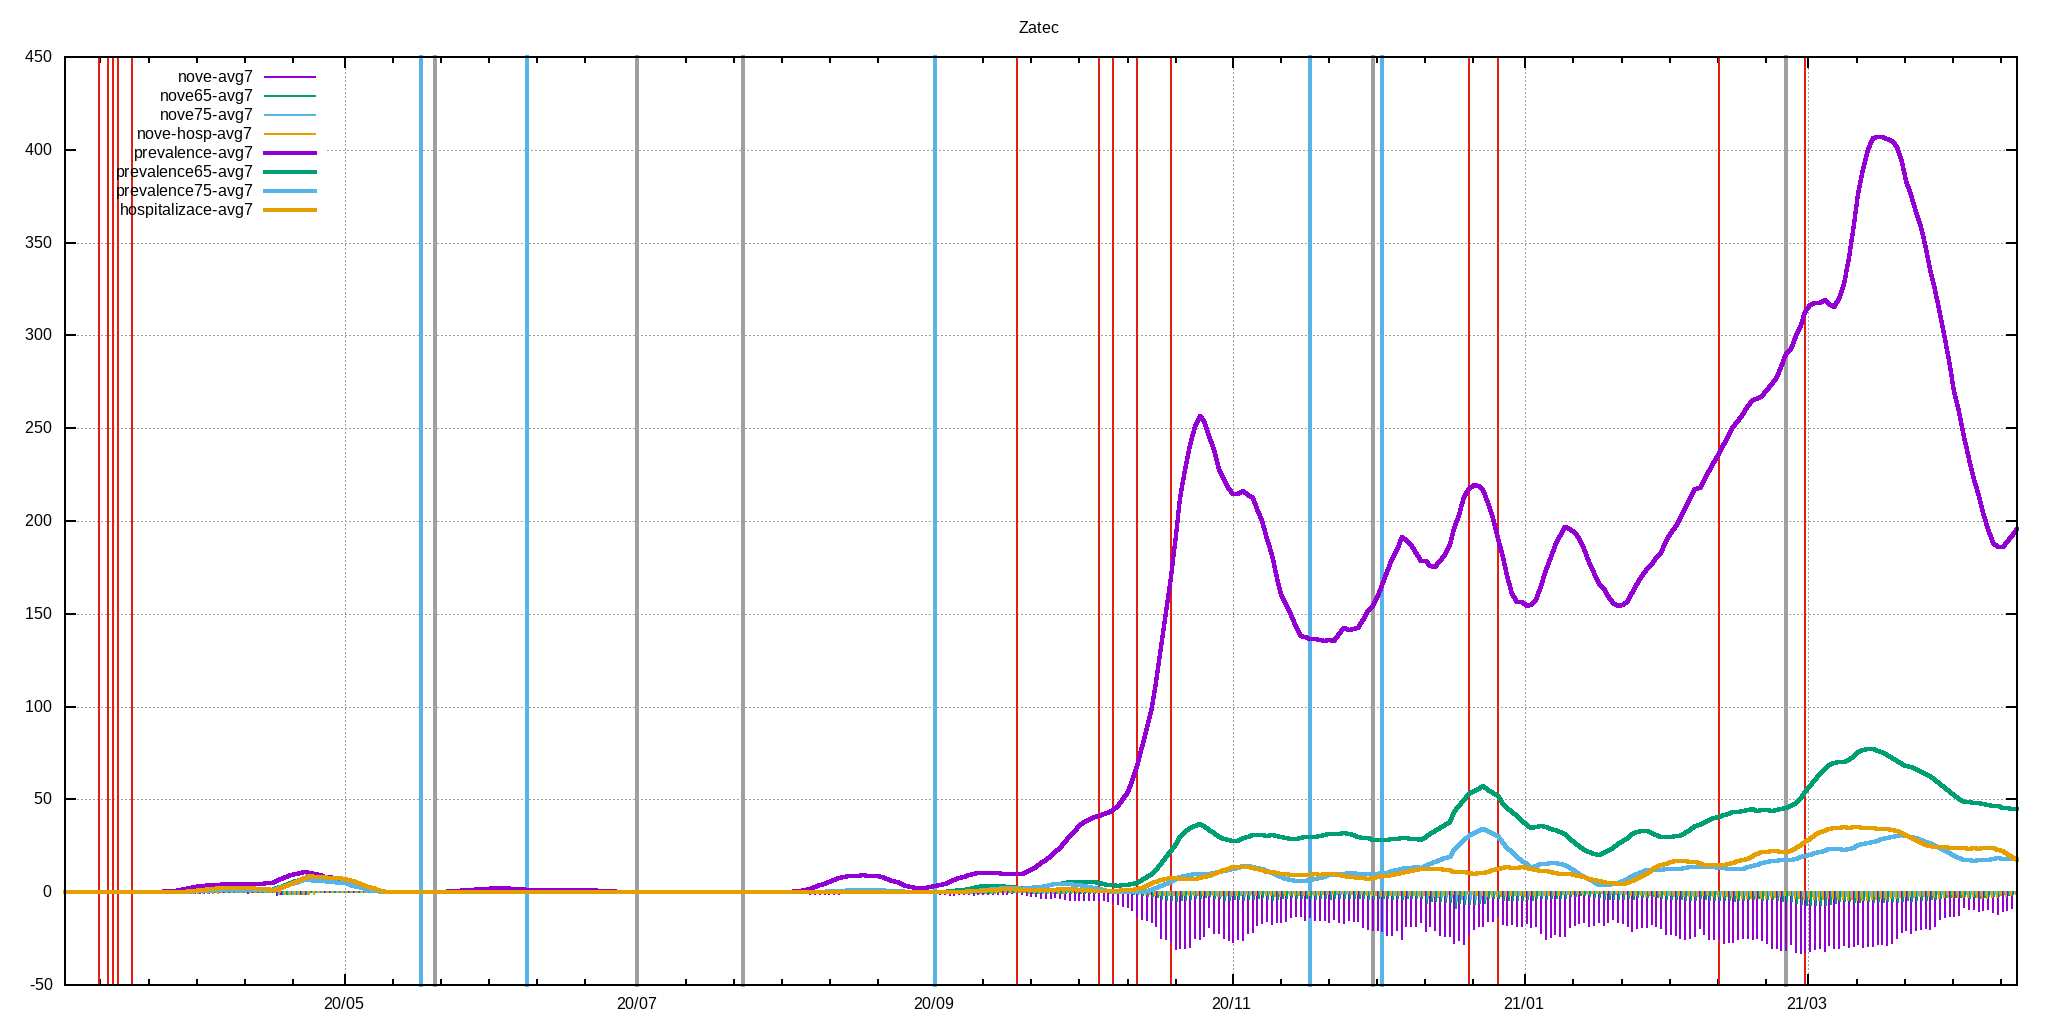 Zatec
450
400
350
300
250
200
150
100
50
0
-50
nove-avg7
nove65-avg7
nove75-avg7
nove-hosp-avg7
prevalence-avg7
prevalence65-avg7
prevalence75-avg7
hospitalizace-avg7
20/05 20/07 20/09 20/11 21/01 21/03